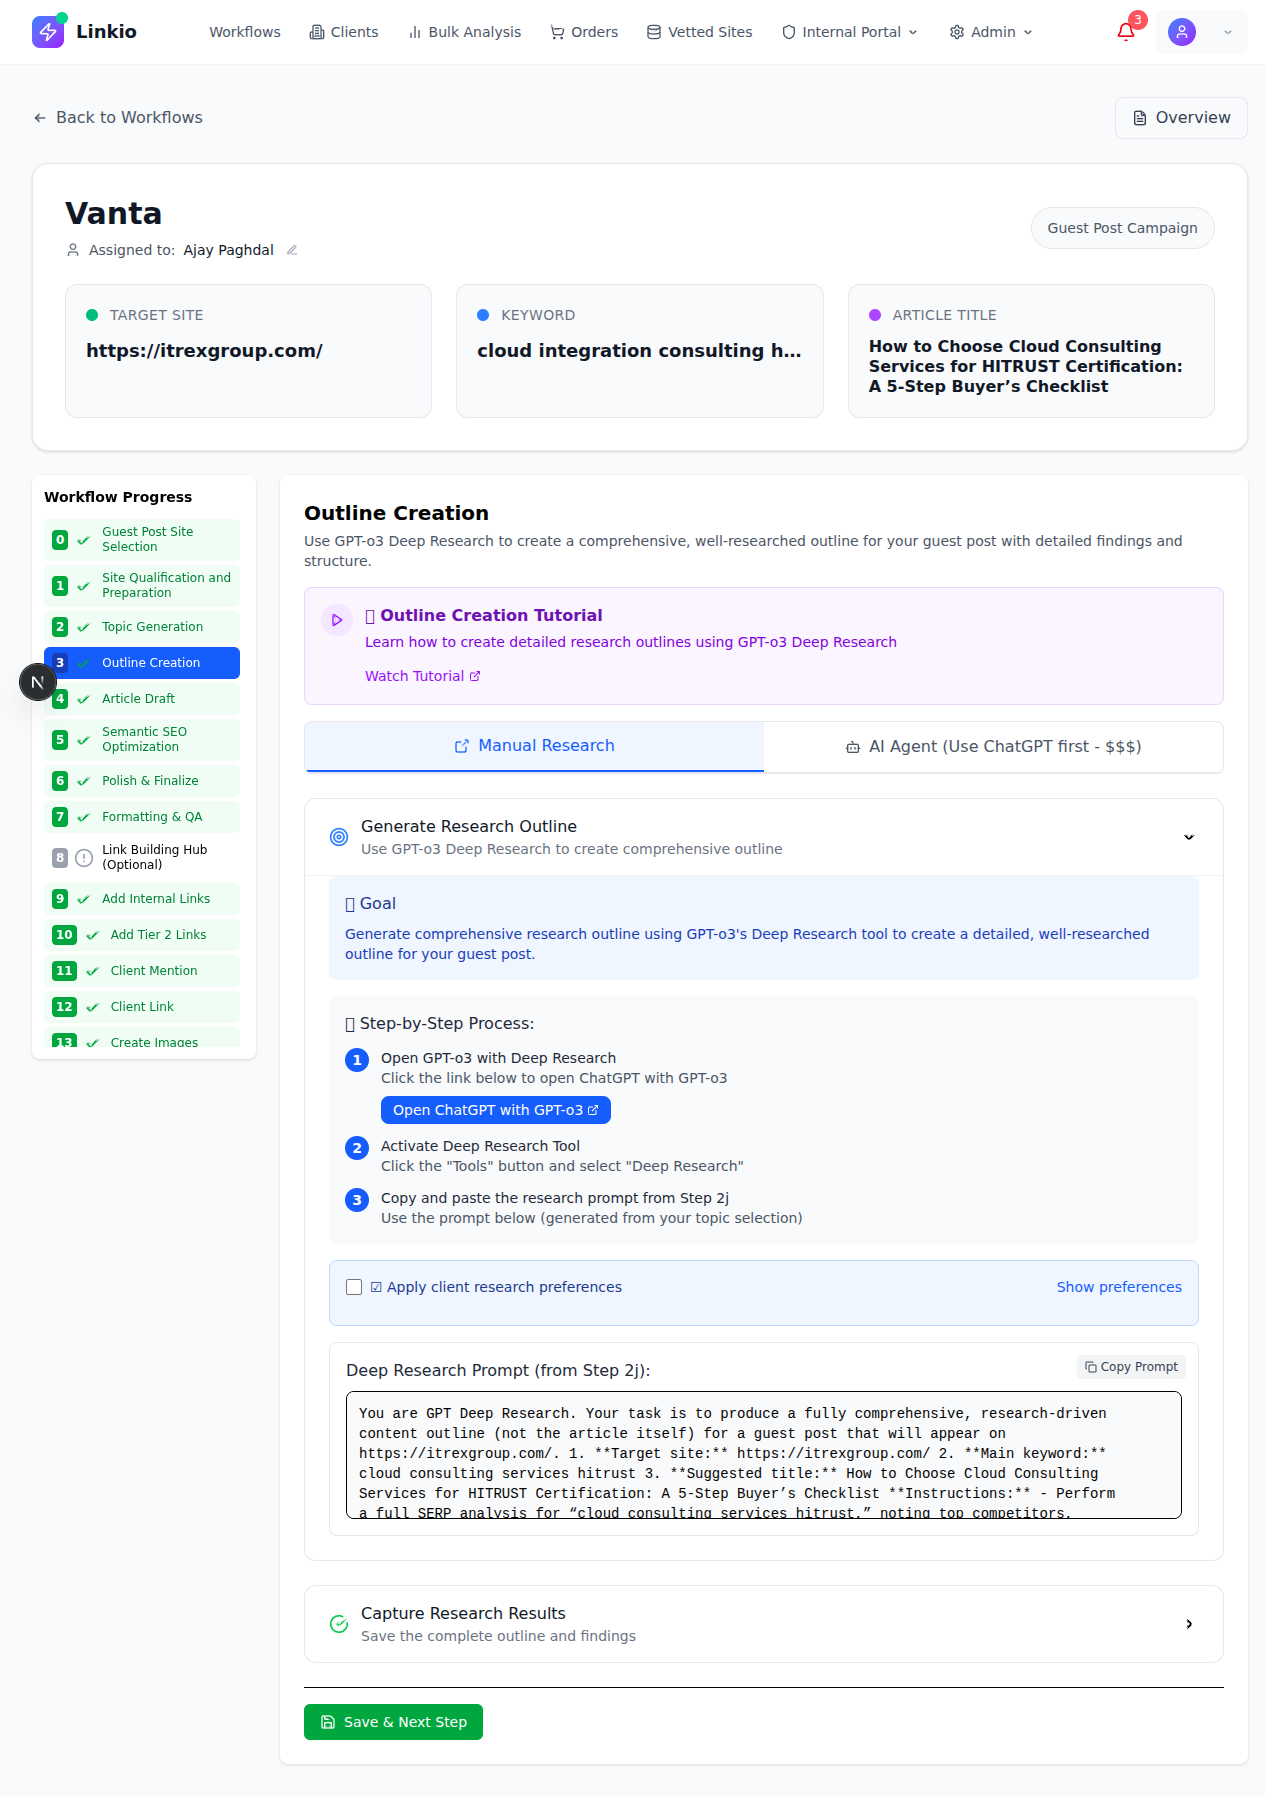 Linkio
Workflows
Clients
Bulk Analysis
Orders
Vetted Sites
Internal Portal
Admin
3
Back to Workflows
Overview
Vanta
Assigned to: Ajay Paghdal
Guest Post Campaign
TARGET SITE
https://itrexgroup.com/
KEYWORD
cloud integration consulting h...
ARTICLE TITLE
How to Choose Cloud Consulting
Services for HITRUST Certification:
A 5-Step Buyer’s Checklist
Workflow Progress
0 Guest Post Site
Selection
1 Site Qualification and
Preparation
2 Topic Generation
3 Outline Creation
N
4 Article Draft
5 Semantic SEO
Optimization
6 Polish & Finalize
7 Formatting & QA
8 Link Building Hub
(Optional)
9 Add Internal Links
10 Add Tier 2 Links
11 Client Mention
12 Client Link
13 Create Images
Outline Creation
Use GPT-o3 Deep Research to create a comprehensive, well-researched outline for your guest post with detailed findings and
structure.
Outline Creation Tutorial
Learn how to create detailed research outlines using GPT-o3 Deep Research
Watch Tutorial
Manual Research
AI Agent (Use ChatGPT first - $$$)
Generate Research Outline
Use GPT-o3 Deep Research to create comprehensive outline
Goal
Generate comprehensive research outline using GPT-o3's Deep Research tool to create a detailed, well-researched
outline for your guest post.
Step-by-Step Process:
1 Open GPT-o3 with Deep Research
Click the link below to open ChatGPT with GPT-o3
Open ChatGPT with GPT-o3
2 Activate Deep Research Tool
Click the "Tools" button and select "Deep Research"
3 Copy and paste the research prompt from Step 2j
Use the prompt below (generated from your topic selection)
☑ Apply client research preferences
Show preferences
Deep Research Prompt (from Step 2j):
Copy Prompt
You are GPT Deep Research. Your task is to produce a fully comprehensive, research-driven
content outline (not the article itself) for a guest post that will appear on
https://itrexgroup.com/. 1. **Target site:** https://itrexgroup.com/ 2. **Main keyword:**
cloud consulting services hitrust 3. **Suggested title:** How to Choose Cloud Consulting
Services for HITRUST Certification: A 5-Step Buyer’s Checklist **Instructions:** - Perform
a full SERP analysis for “cloud consulting services hitrust,” noting top competitors,
Capture Research Results
Save the complete outline and findings
Save & Next Step